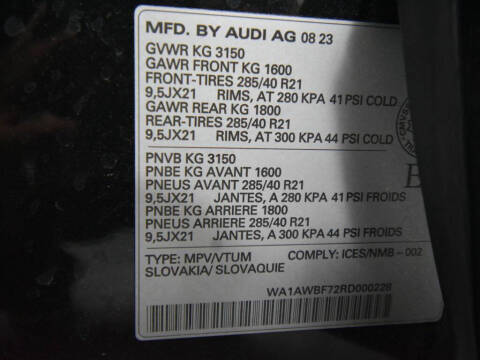 MFD. BY AUDI AG 08 23
GVWR KG 3150
GAWR FRONT KG 1600
FRONT-TIRES 285/40 R21
9,5JX21 RIMS, AT 280 KPA 41 PSI COLD
GAWR REAR KG 1800
REAR-TIRES 285/40 R21
9,5JX21 RIMS, AT 300 KPA 44 PSI COLD
PNVB KG 3150
PNBE KG AVANT 1600
PNEUS AVANT 285/40 R21
9,5JX21 JANTES, A 280 KPA 41 PSI FROIDS
PNBE KG ARRIERE 1800
PNEUS ARRIERE 285/40 R21
9,5JX21 JANTES, A 300 KPA 44 PSI FROIDS
TYPE: MPV/VTUM COMPLY: ICES/NMB-002
SLOVAKIA/ SLOVAQUIE
WA1AWBF72RD000228